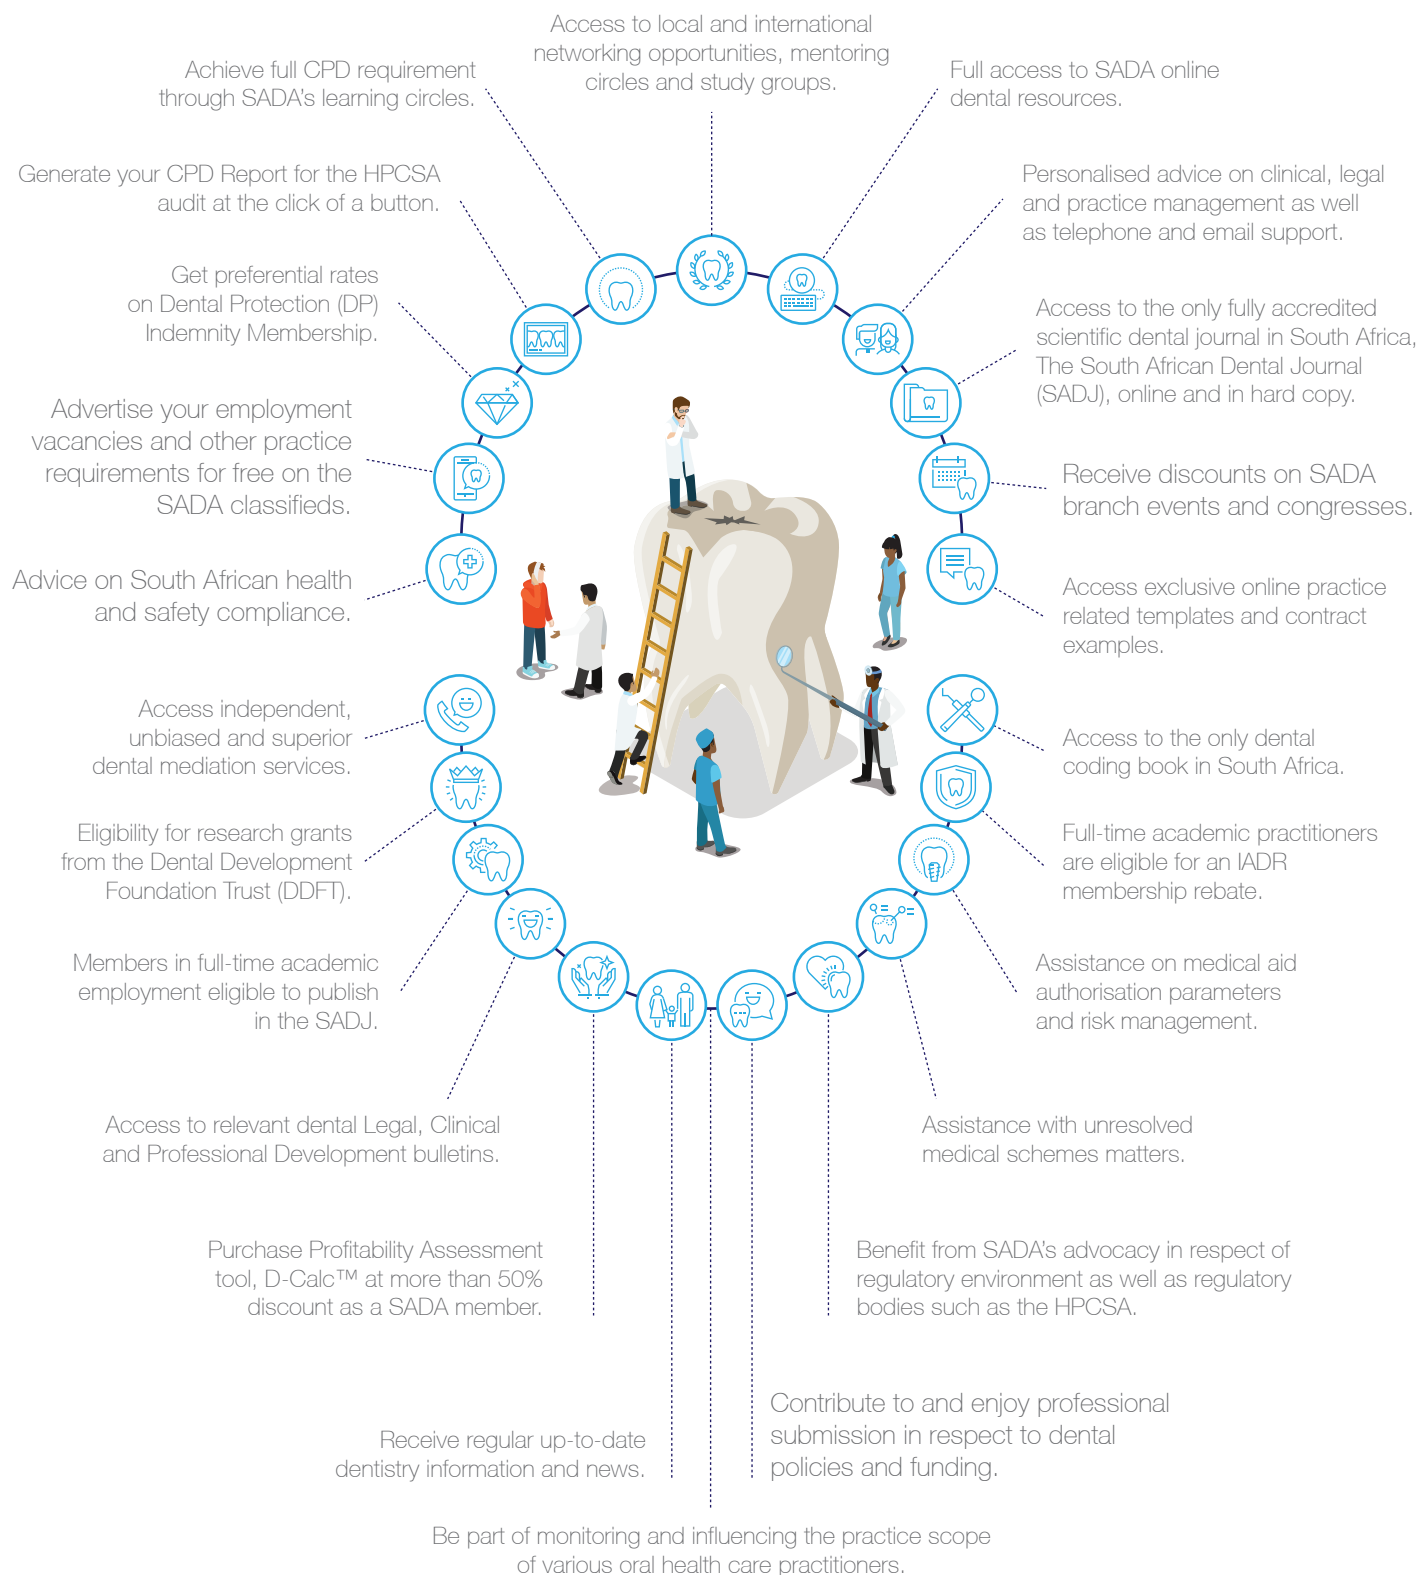 Access to local and international
networking opportunities, mentoring
circles and study groups.
Achieve full CPD requirement
through SADA's learning circles.
Full access to SADA online
dental resources.
Generate your CPD Report for the HPCSA
audit at the click of a button.
Personalised advice on clinical, legal
and practice management as well
as telephone and email support.
Get preferential rates
on Dental Protection (DP)
Indemnity Membership.
Access to the only fully accredited
scientific dental journal in South Africa,
The South African Dental Journal
(SADJ), online and in hard copy.
Advertise your employment
vacancies and other practice
requirements for free on the
SADA classifieds.
Receive discounts on SADA
branch events and congresses.
Advice on South African health
and safety compliance.
Access exclusive online practice
related templates and contract
examples.
Access independent,
unbiased and superior
dental mediation services.
Access to the only dental
coding book in South Africa.
Eligibility for research grants
from the Dental Development
Foundation Trust (DDFT).
Full-time academic practitioners
are eligible for an IADR
membership rebate.
Members in full-time academic
employment eligible to publish
in the SADJ.
Assistance on medical aid
authorisation parameters
and risk management.
Access to relevant dental Legal, Clinical
and Professional Development bulletins.
Assistance with unresolved
medical schemes matters.
Purchase Profitability Assessment
tool, D-Calc™ at more than 50%
discount as a SADA member.
Benefit from SADA's advocacy in respect of
regulatory environment as well as regulatory
bodies such as the HPCSA.
Receive regular up-to-date
dentistry information and news.
Contribute to and enjoy professional
submission in respect to dental
policies and funding.
Be part of monitoring and influencing the practice scope
of various oral health care practitioners.